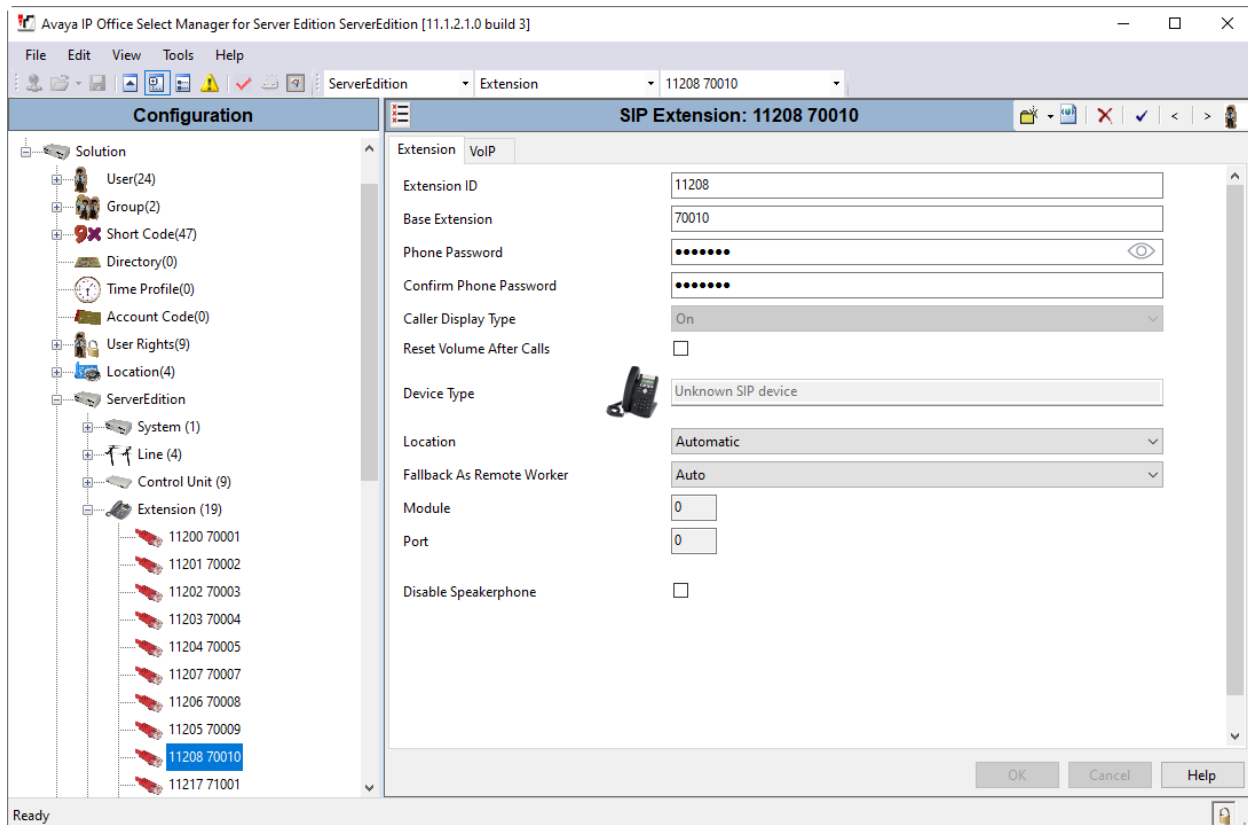 Avaya IP Office Select Manager for Server Edition ServerEdition [11.1.2.1.0 build 3]
File Edit View Tools Help
ServerEdition Extension 11208 70010
Configuration
Solution
User(24)
Group(2)
9x Short Code(47)
Directory(0)
Time Profile(0)
Account Code(0)
User Rights(9)
Location(4)
ServerEdition
System (1)
Line (4)
Control Unit (9)
Extension (19)
11200 70001
11201 70002
11202 70003
11203 70004
11204 70005
11207 70007
11206 70008
11205 70009
11208 70010
11217 71001
SIP Extension: 11208 70010
< >
Extension VoIP
Extension ID 11208
Base Extension 70010
Phone Password •••••••
Confirm Phone Password •••••••
Caller Display Type On
Reset Volume After Calls
Device Type Unknown SIP device
Location Automatic
Fallback As Remote Worker Auto
Module 0
Port 0
Disable Speakerphone
OK Cancel Help
Ready